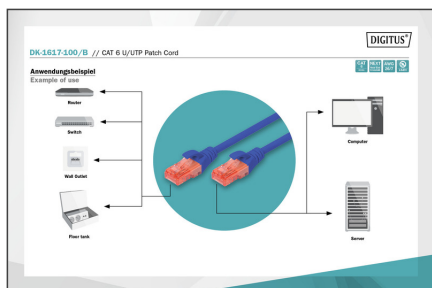 DIGITUS®
DK-1617-100/B // CAT 6 U/UTP Patch Cord
Anwendungsbeispiel
Example of use
CAT
Router
Switch
Wall Outlet
Floor tank
Computer
Server